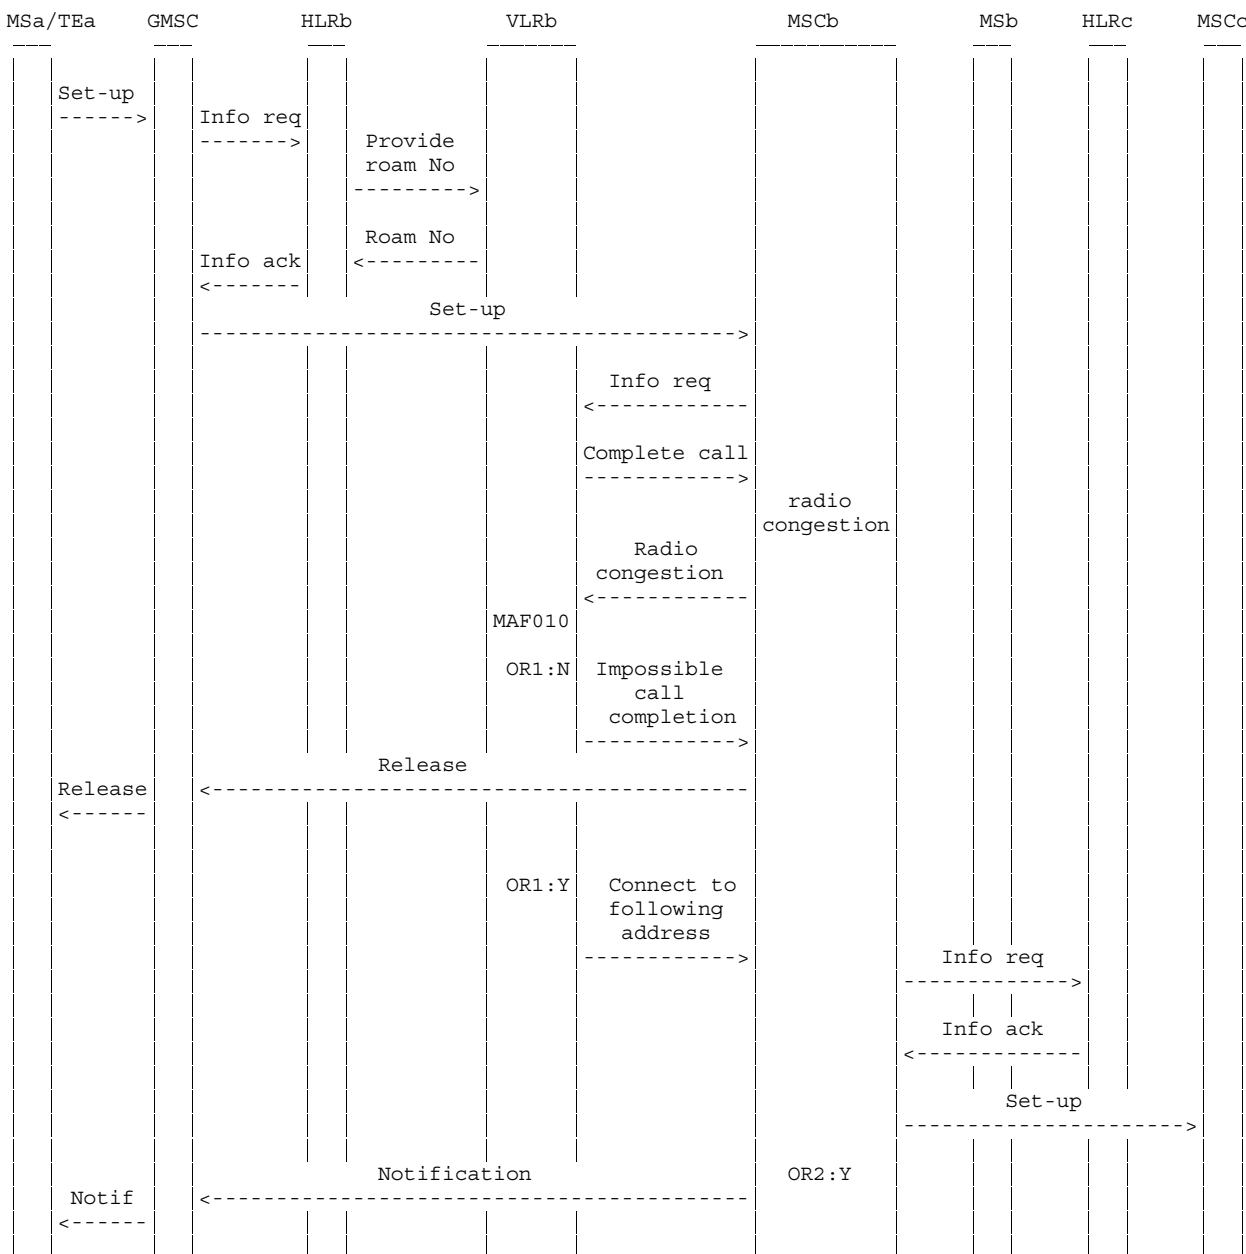 MSa/TEa GMSC HLRb VLRb MSCb MSb HLRc MSCc
Set-up
------> Info req
-------> Provide
roam No
--------->
Roam No
Info ack <---------
<-------
Set-up
------------------------------------------>
Info req
<------------
Complete call
------------>
radio
congestion
Radio
congestion
<------------
MAF010
OR1:N Impossible
call
completion
------------>
Release
Release <------------------------------------------
<------
OR1:Y Connect to
following
address
------------> Info req
------------->
Info ack
<-------------
Set-up
---------------------->
Notification OR2:Y
Notif <------------------------------------------
<------